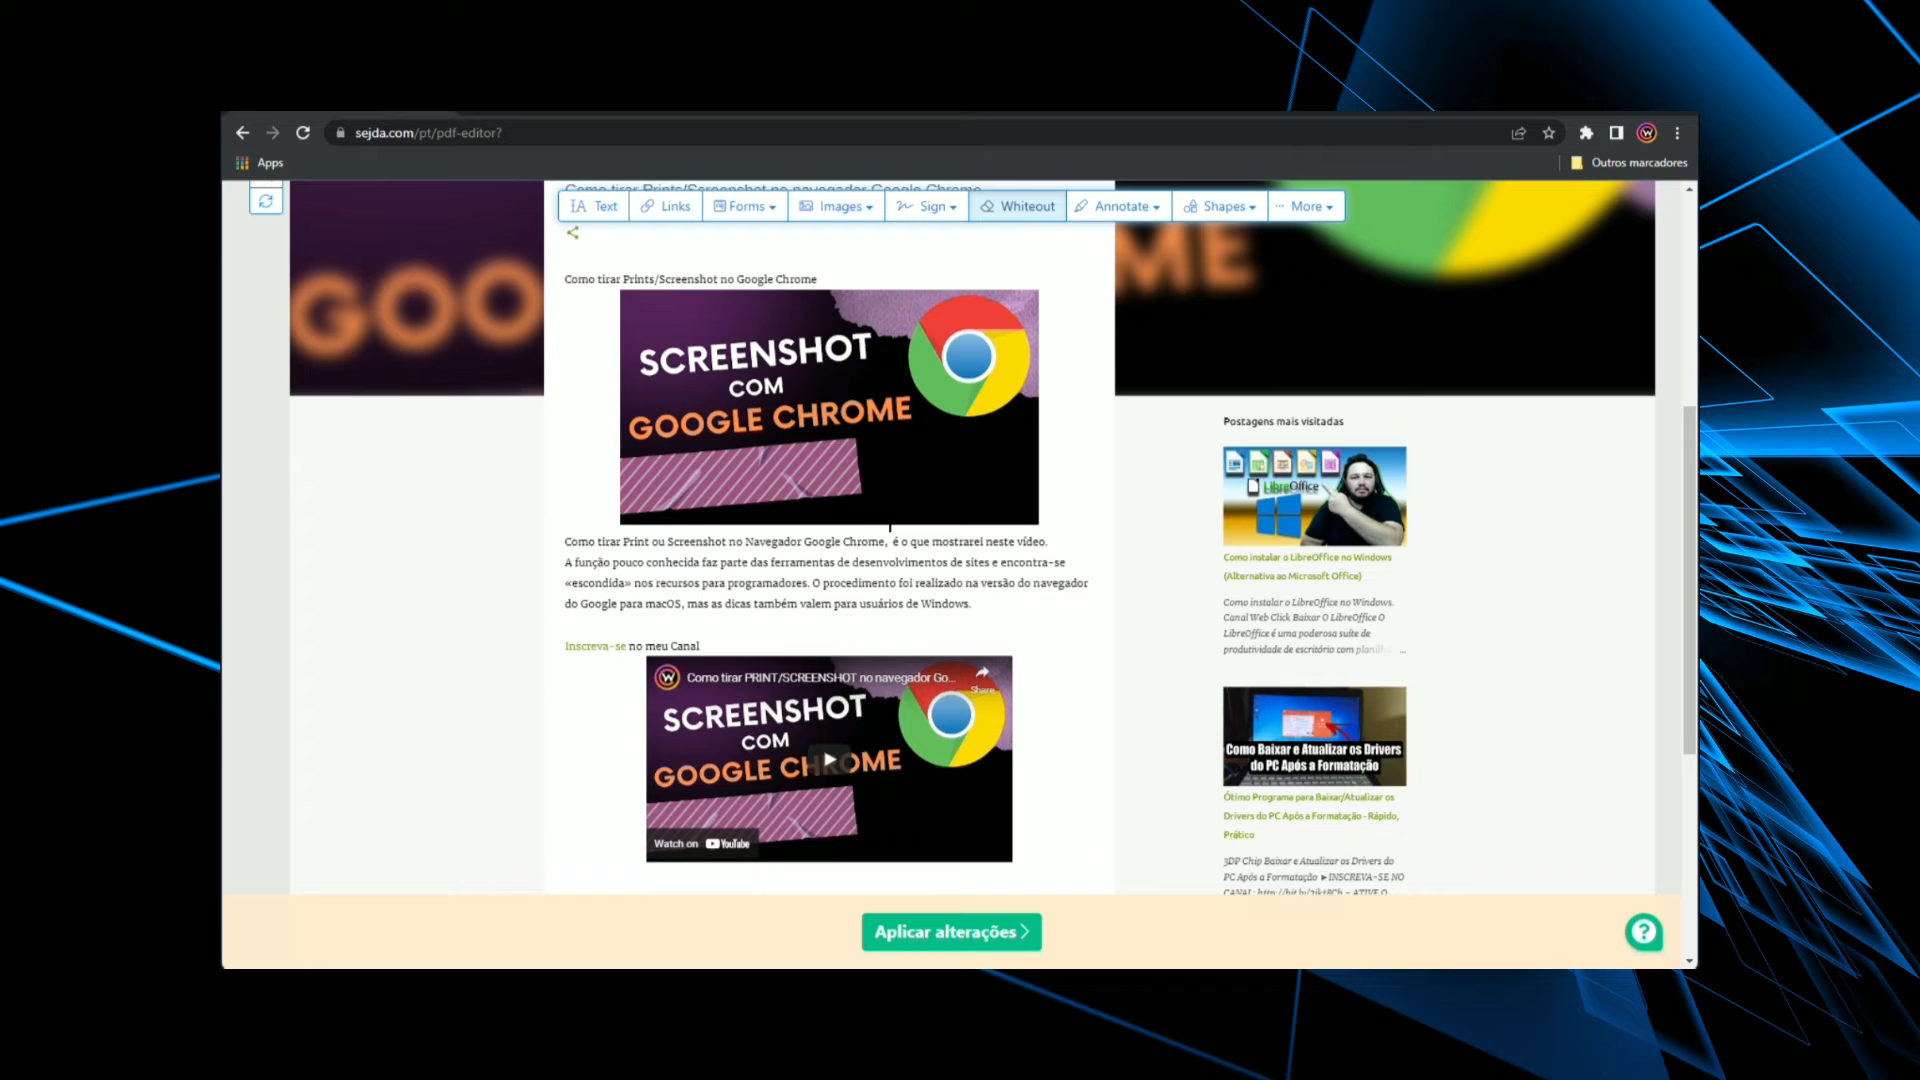 sejda.com/pt/pdf-editor?
Apps
Outros marcadores
Como tirar Prints/Screenshot no navegador Google Chrome
Text
Links
Forms
Images
Sign
Whiteout
Annotate
Shapes
More
GOO
ME
Como tirar Prints/Screenshot no Google Chrome
SCREENSHOT
COM
GOOGLE CHROME
Como tirar Print ou Screenshot no Navegador Google Chrome, é o que mostrarei neste vídeo.
A função pouco conhecida faz parte das ferramentas de desenvolvimentos de sites e encontra-se
«escondida» nos recursos para programadores. O procedimento foi realizado na versão do navegador
do Google para macOS, mas as dicas também valem para usuários de Windows.
Inscreva-se no meu Canal
Como tirar PRINT/SCREENSHOT no navegador Go...
Share
SCREENSHOT
COM
GOOGLE CHROME
Watch on YouTube
Postagens mais visitadas
LibreOffice
Como instalar o LibreOffice no Windows
(Alternativa ao Microsoft Office)
Como instalar o LibreOffice no Windows.
Canal Web Click Baixar O LibreOffice O
LibreOffice é uma poderosa suíte de
produtividade de escritório com planilh... 
Como Baixar e Atualizar os Drivers
do PC Após a Formatação
Ótimo Programa para Baixar/Atualizar os
Drivers do PC Após a Formatação - Rápido,
Prático
3DP Chip Baixar e Atualizar os Drivers do
PC Após a Formatação ►INSCREVA-SE NO
Aplicar alterações
?